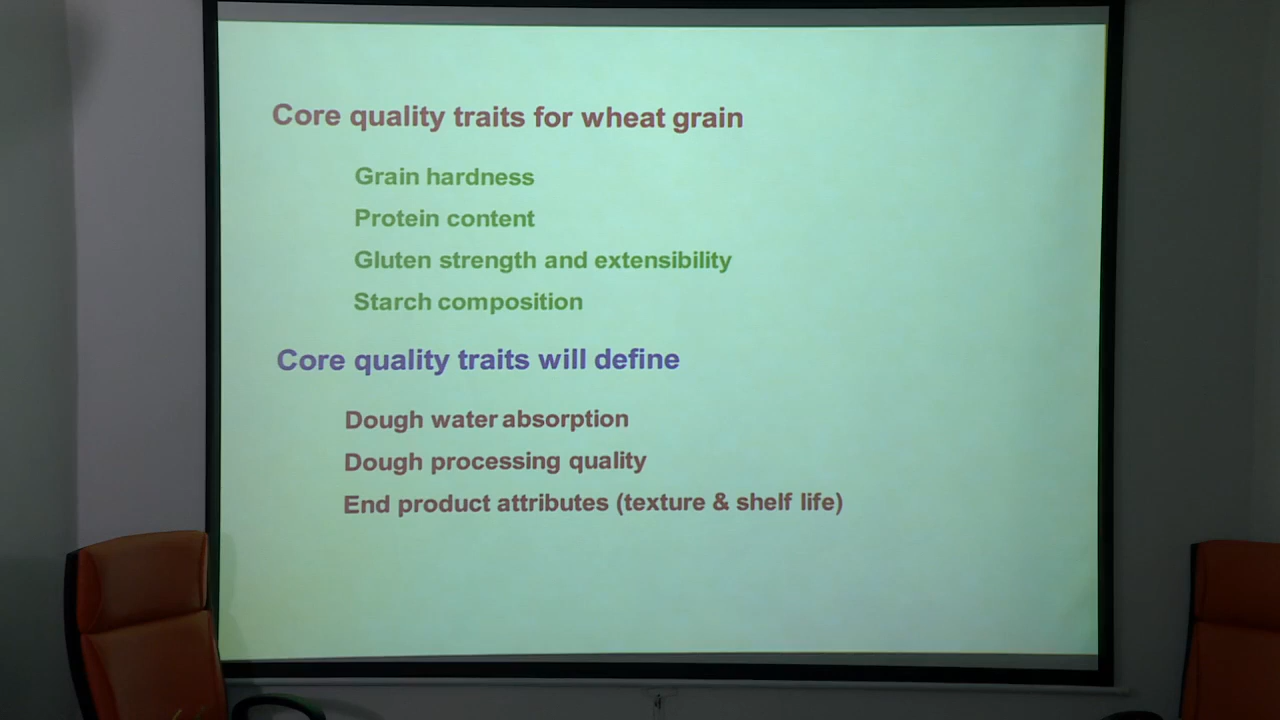 Core quality traits for wheat grain
Grain hardness
Protein content
Gluten strength and extensibility
Starch composition
Core quality traits will define
Dough water absorption
Dough processing quality
End product attributes (texture & shelf life)